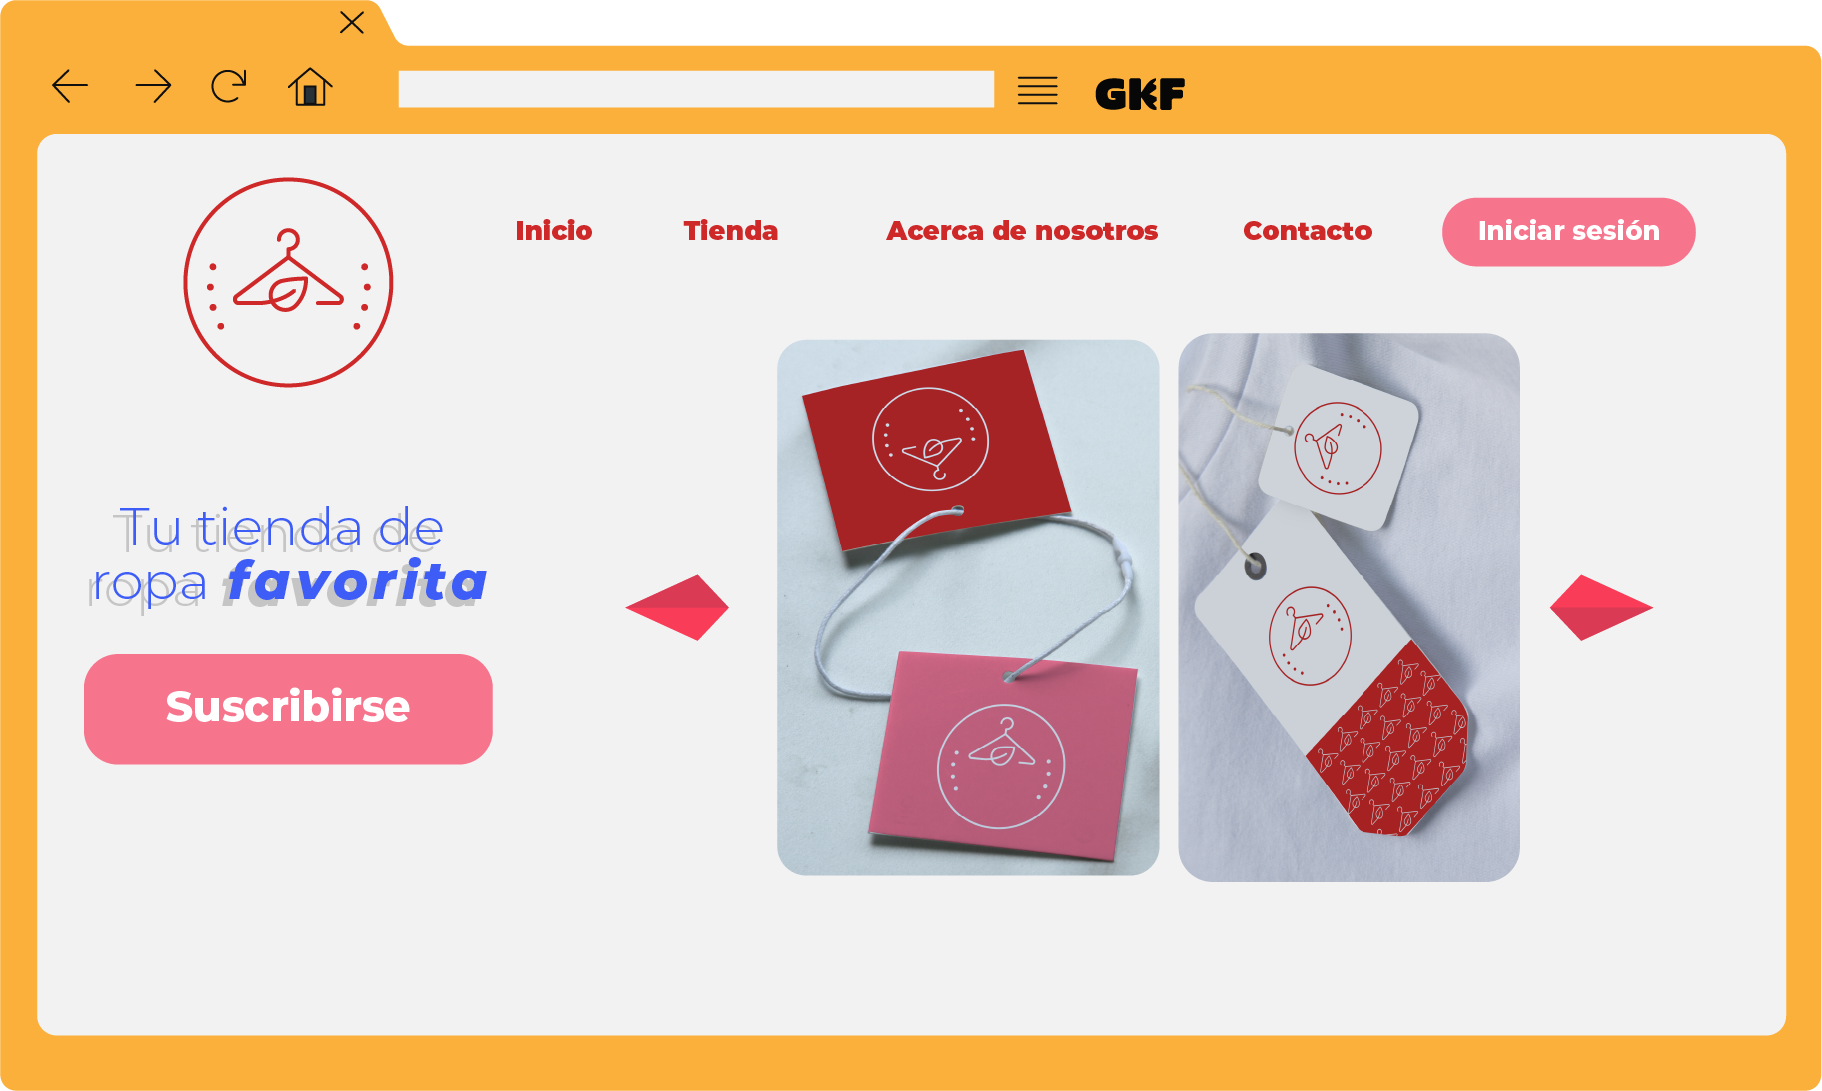 GKF
Inicio
Tienda
Acerca de nosotros
Contacto
Iniciar sesión
Tu tienda de
ropa favorita
Suscribirse